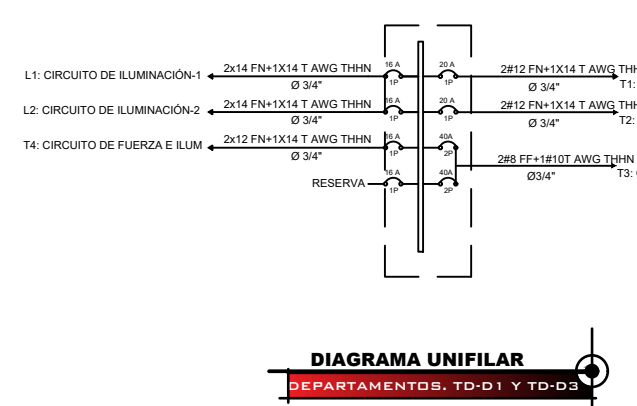 16 A
20 A
L1: CIRCUITO DE ILUMINACIÓN-1
2x14 FN+1X14 T AWG THHN
Ø 3/4"
1P
1P
2#12 FN+1X14 T AWG
Ø 3/4"
T1:
16 A
20 A
L2: CIRCUITO DE ILUMINACIÓN-2
2x14 FN+1X14 T AWG THHN
Ø 3/4"
1P
1P
2#12 FN+1X14 T AWG
Ø 3/4"
T2:
16 A
40A
T4: CIRCUITO DE FUERZA E ILUM
2x12 FN+1X14 T AWG THHN
Ø 3/4"
1P
2P
2#8 FF+1#10T AWG THHN
Ø3/4"
T3:
RESERVA
16 A
1P
40A
2P
DIAGRAMA UNIFILAR
DEPARTAMENTOS. TD-D1 Y TD-D3